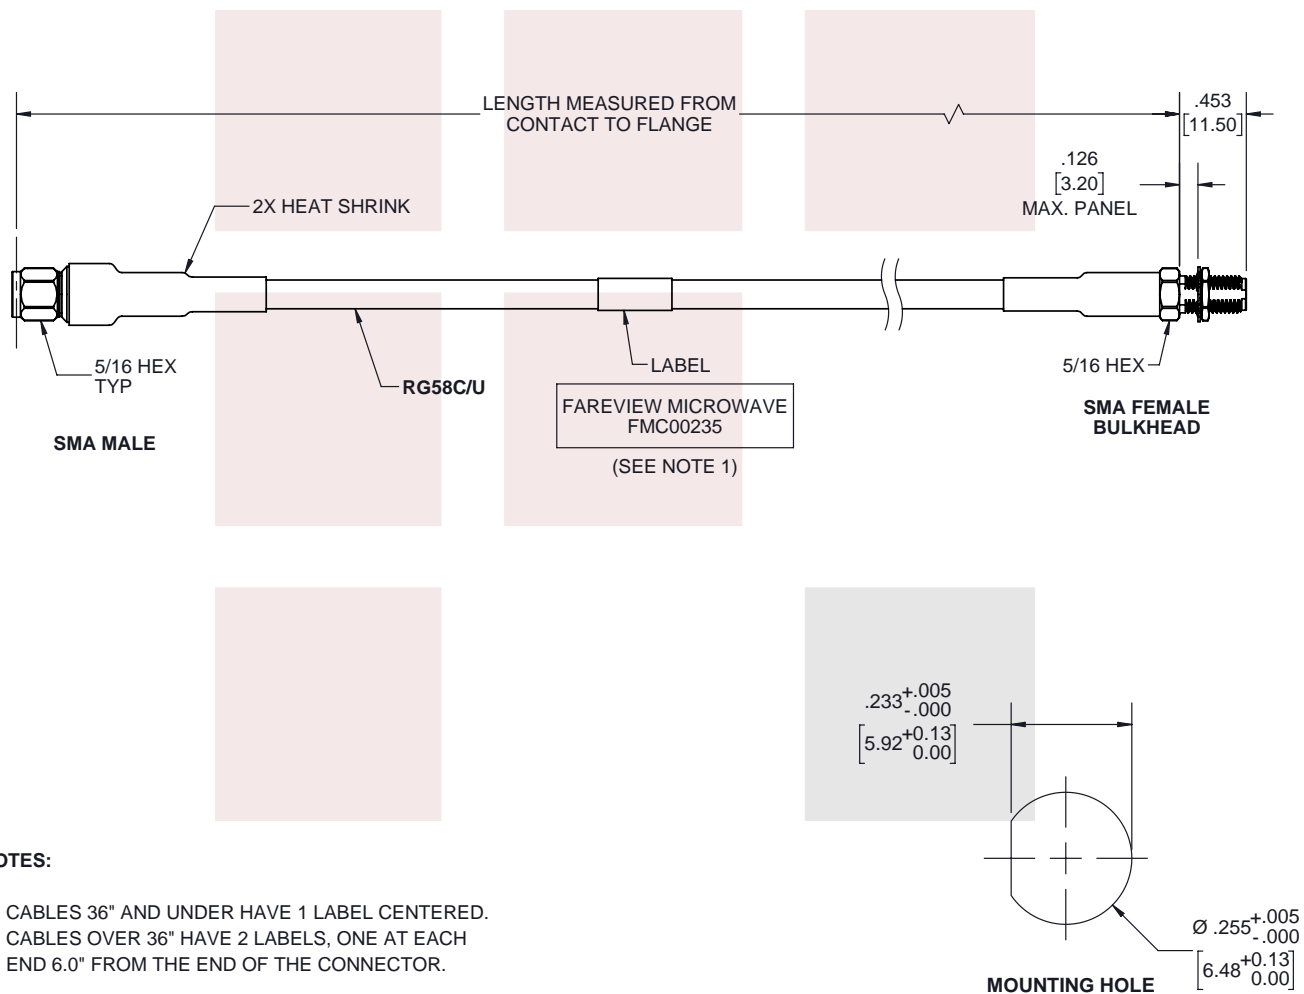 LENGTH MEASURED FROM
CONTACT TO FLANGE
.453
[11.50]
.126
[3.20]
MAX. PANEL
2X HEAT SHRINK
5/16 HEX
TYP
RG58C/U
LABEL
5/16 HEX
FAREVIEW MICROWAVE
FMC00235
(SEE NOTE 1)
SMA MALE
SMA FEMALE
BULKHEAD
.233 +.005
-.000
[5.92 +0.13
0.00]
OTES:
CABLES 36" AND UNDER HAVE 1 LABEL CENTERED.
CABLES OVER 36" HAVE 2 LABELS, ONE AT EACH
END 6.0" FROM THE END OF THE CONNECTOR.
Ø .255 +.005
-.000
[6.48 +0.13
0.00]
MOUNTING HOLE